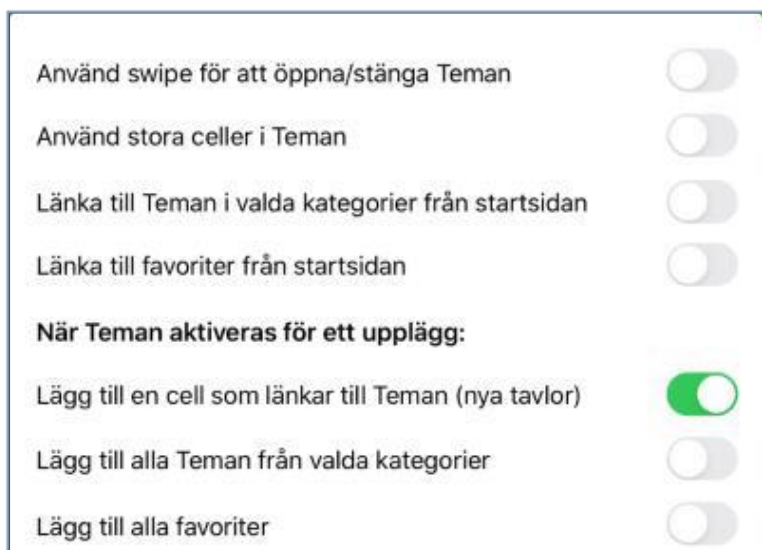 Använd swipe för att öppna/stänga Teman
Använd stora celler i Teman
Länka till Teman i valda kategorier från startsidan
Länka till favoriter från startsidan
När Teman aktiveras för ett upplägg:
Lägg till en cell som länkar till Teman (nya tavlor)
Lägg till alla Teman från valda kategorier
Lägg till alla favoriter